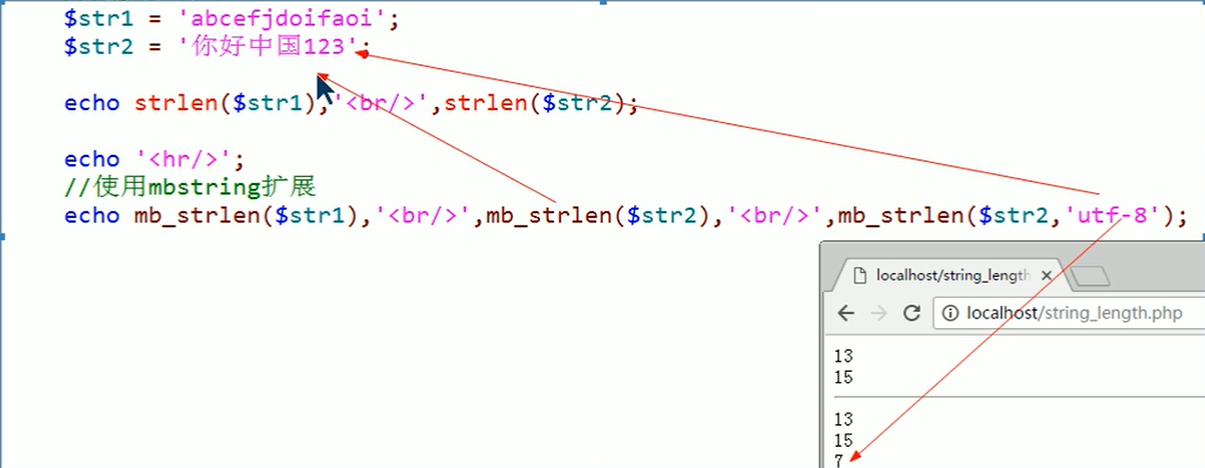 $str1 = 'abcefjdoifaoi';
$str2 = '你好中国123';
echo strlen($str1),'<br/>',strlen($str2);
echo '<hr/>';
//使用mbstring扩展
echo mb_strlen($str1),'<br/>',mb_strlen($str2),'<br/>',mb_strlen($str2,'utf-8');
localhost/string_length
localhost/string_length.php
13
15
13
15
7